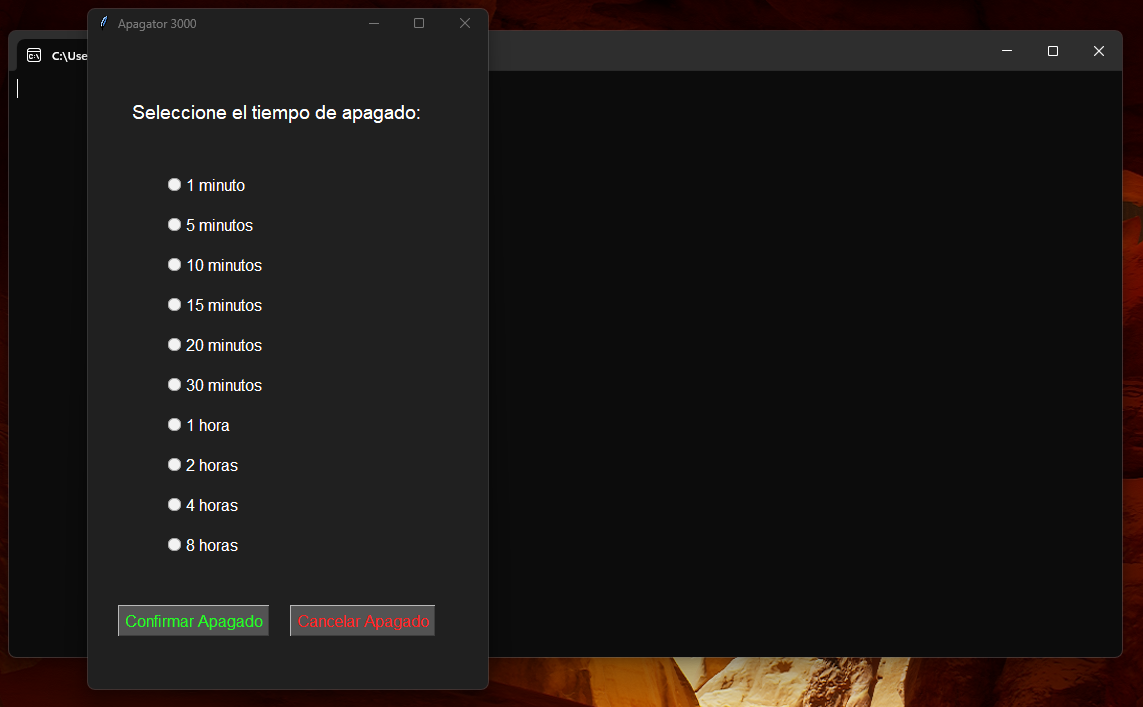 Apagator 3000
C:\Use
Seleccione el tiempo de apagado:
1 minuto
5 minutos
10 minutos
15 minutos
20 minutos
30 minutos
1 hora
2 horas
4 horas
8 horas
Confirmar Apagado
Cancelar Apagado